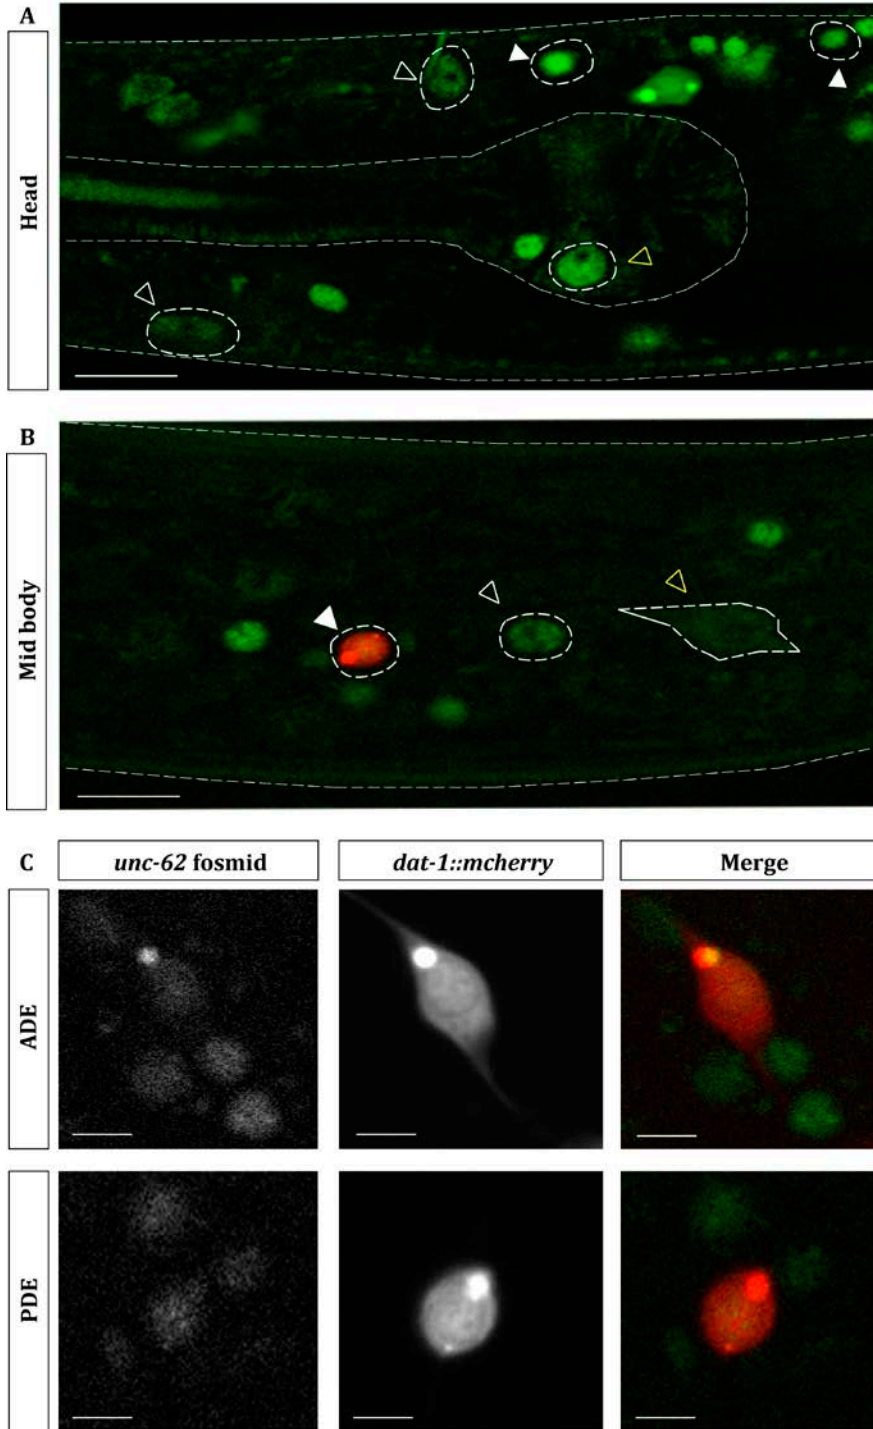 A
Head
B
Mid body
C
unc-62 fosmid
dat-1::mcherry
Merge
ADE
PDE